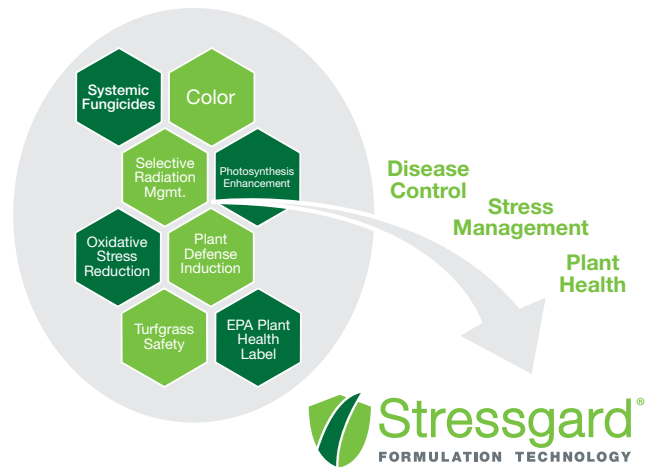 Systemic
Fungicides
Color
Selective
Radiation
Mgmt.
Photosynthesis
Enhancement
Oxidative
Stress
Reduction
Plant
Defense
Induction
Turfgrass
Safety
EPA Plant
Health
Label
Disease
Control
Stress
Management
Plant
Health
Stressgard®
FORMULATION TECHNOLOGY